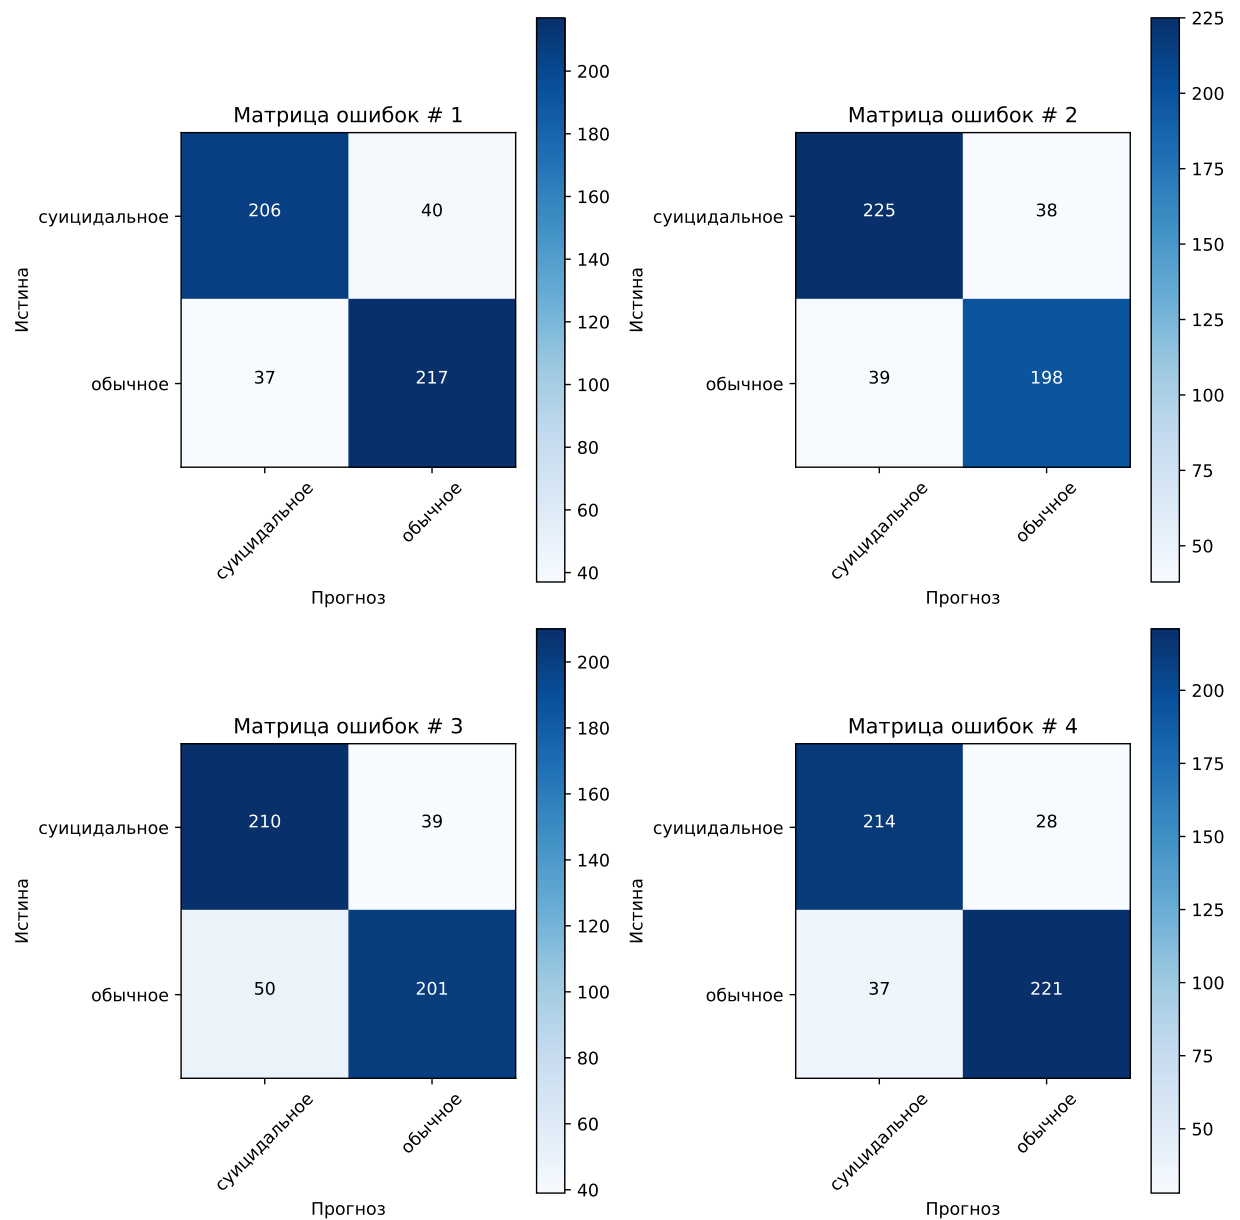 Матрица ошибок # 1
206 40
37 217
суицидальное
обычное
Истина
суицидальное
обычное
Прогноз
200
180
160
140
120
100
80
60
40
Матрица ошибок # 2
225 38
39 198
суицидальное
обычное
Истина
суицидальное
обычное
Прогноз
225
200
175
150
125
100
75
50
Матрица ошибок # 3
210 39
50 201
суицидальное
обычное
Истина
суицидальное
обычное
Прогноз
200
180
160
140
120
100
80
60
40
Матрица ошибок # 4
214 28
37 221
суицидальное
обычное
Истина
суицидальное
обычное
Прогноз
200
175
150
125
100
75
50